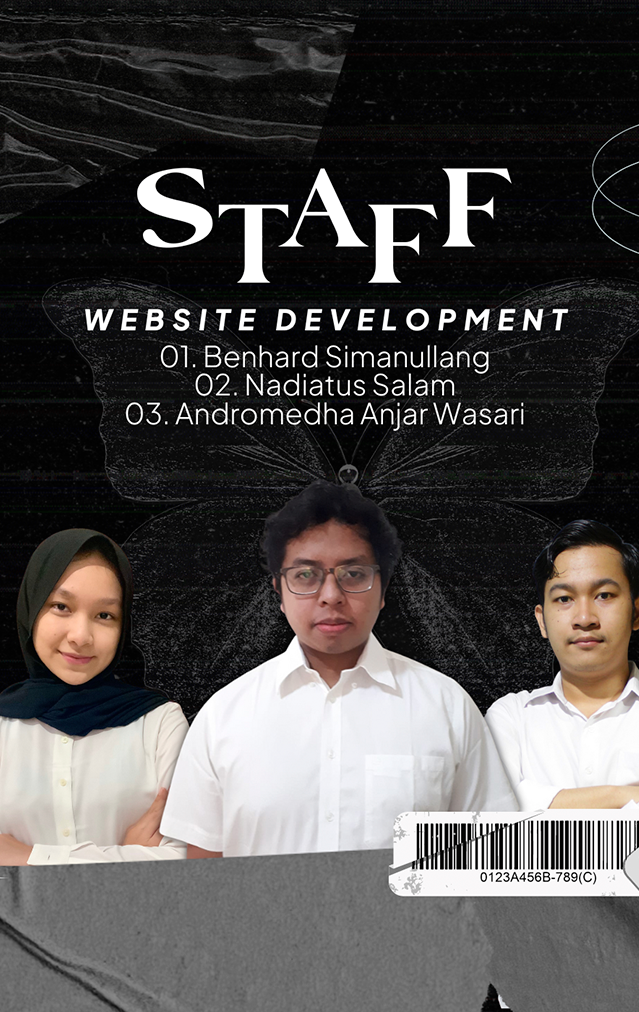 STAFF
WEBSITE DEVELOPMENT
01. Benhard Simanullang
02. Nadiatus Salam
03. Andromedha Anjar Wasari
0123A456B-789(C)